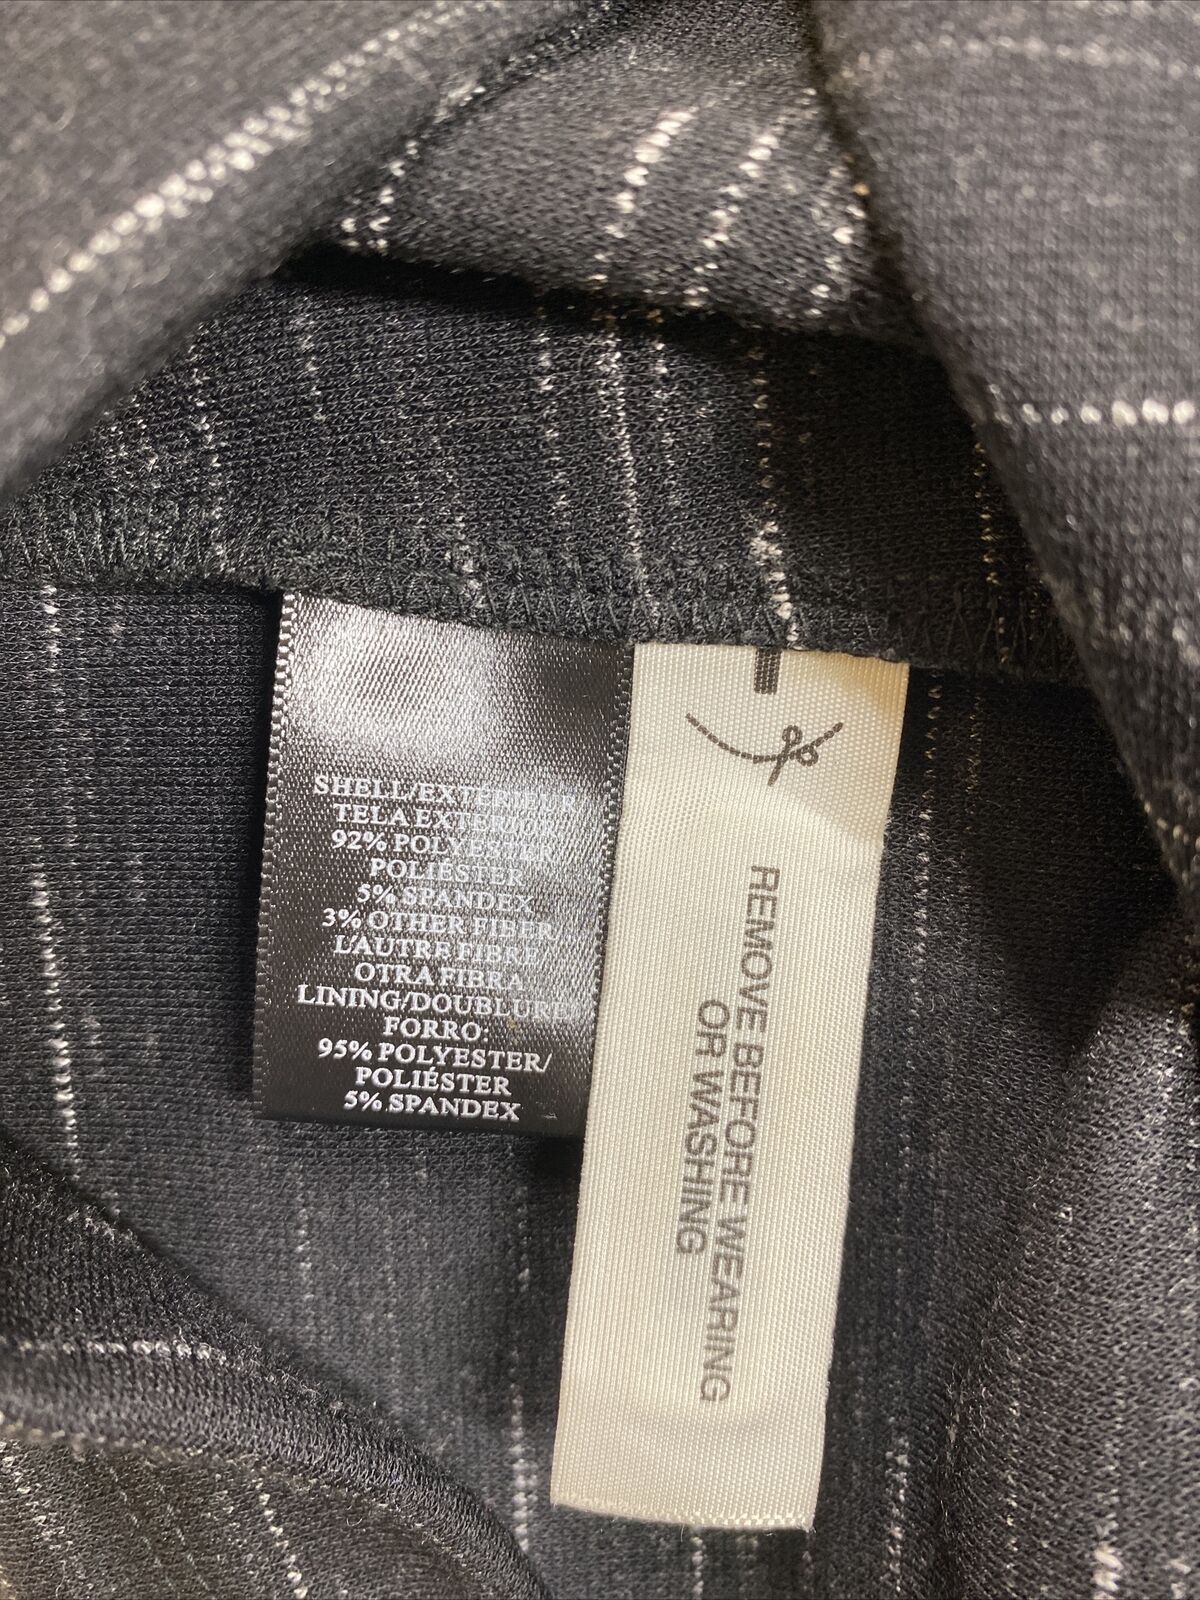 SHELL/EXTÉRIEUR/
TELA EXTERIOR:
92% POLYESTER/
POLIÉSTER
5% SPANDEX
3% OTHER FIBER/
L'AUTRE FIBRE/
OTRA FIBRA
LINING/DOUBLURE/
FORRO:
95% POLYESTER/
POLIÉSTER
5% SPANDEX
REMOVE BEFORE WEARING
OR WASHING